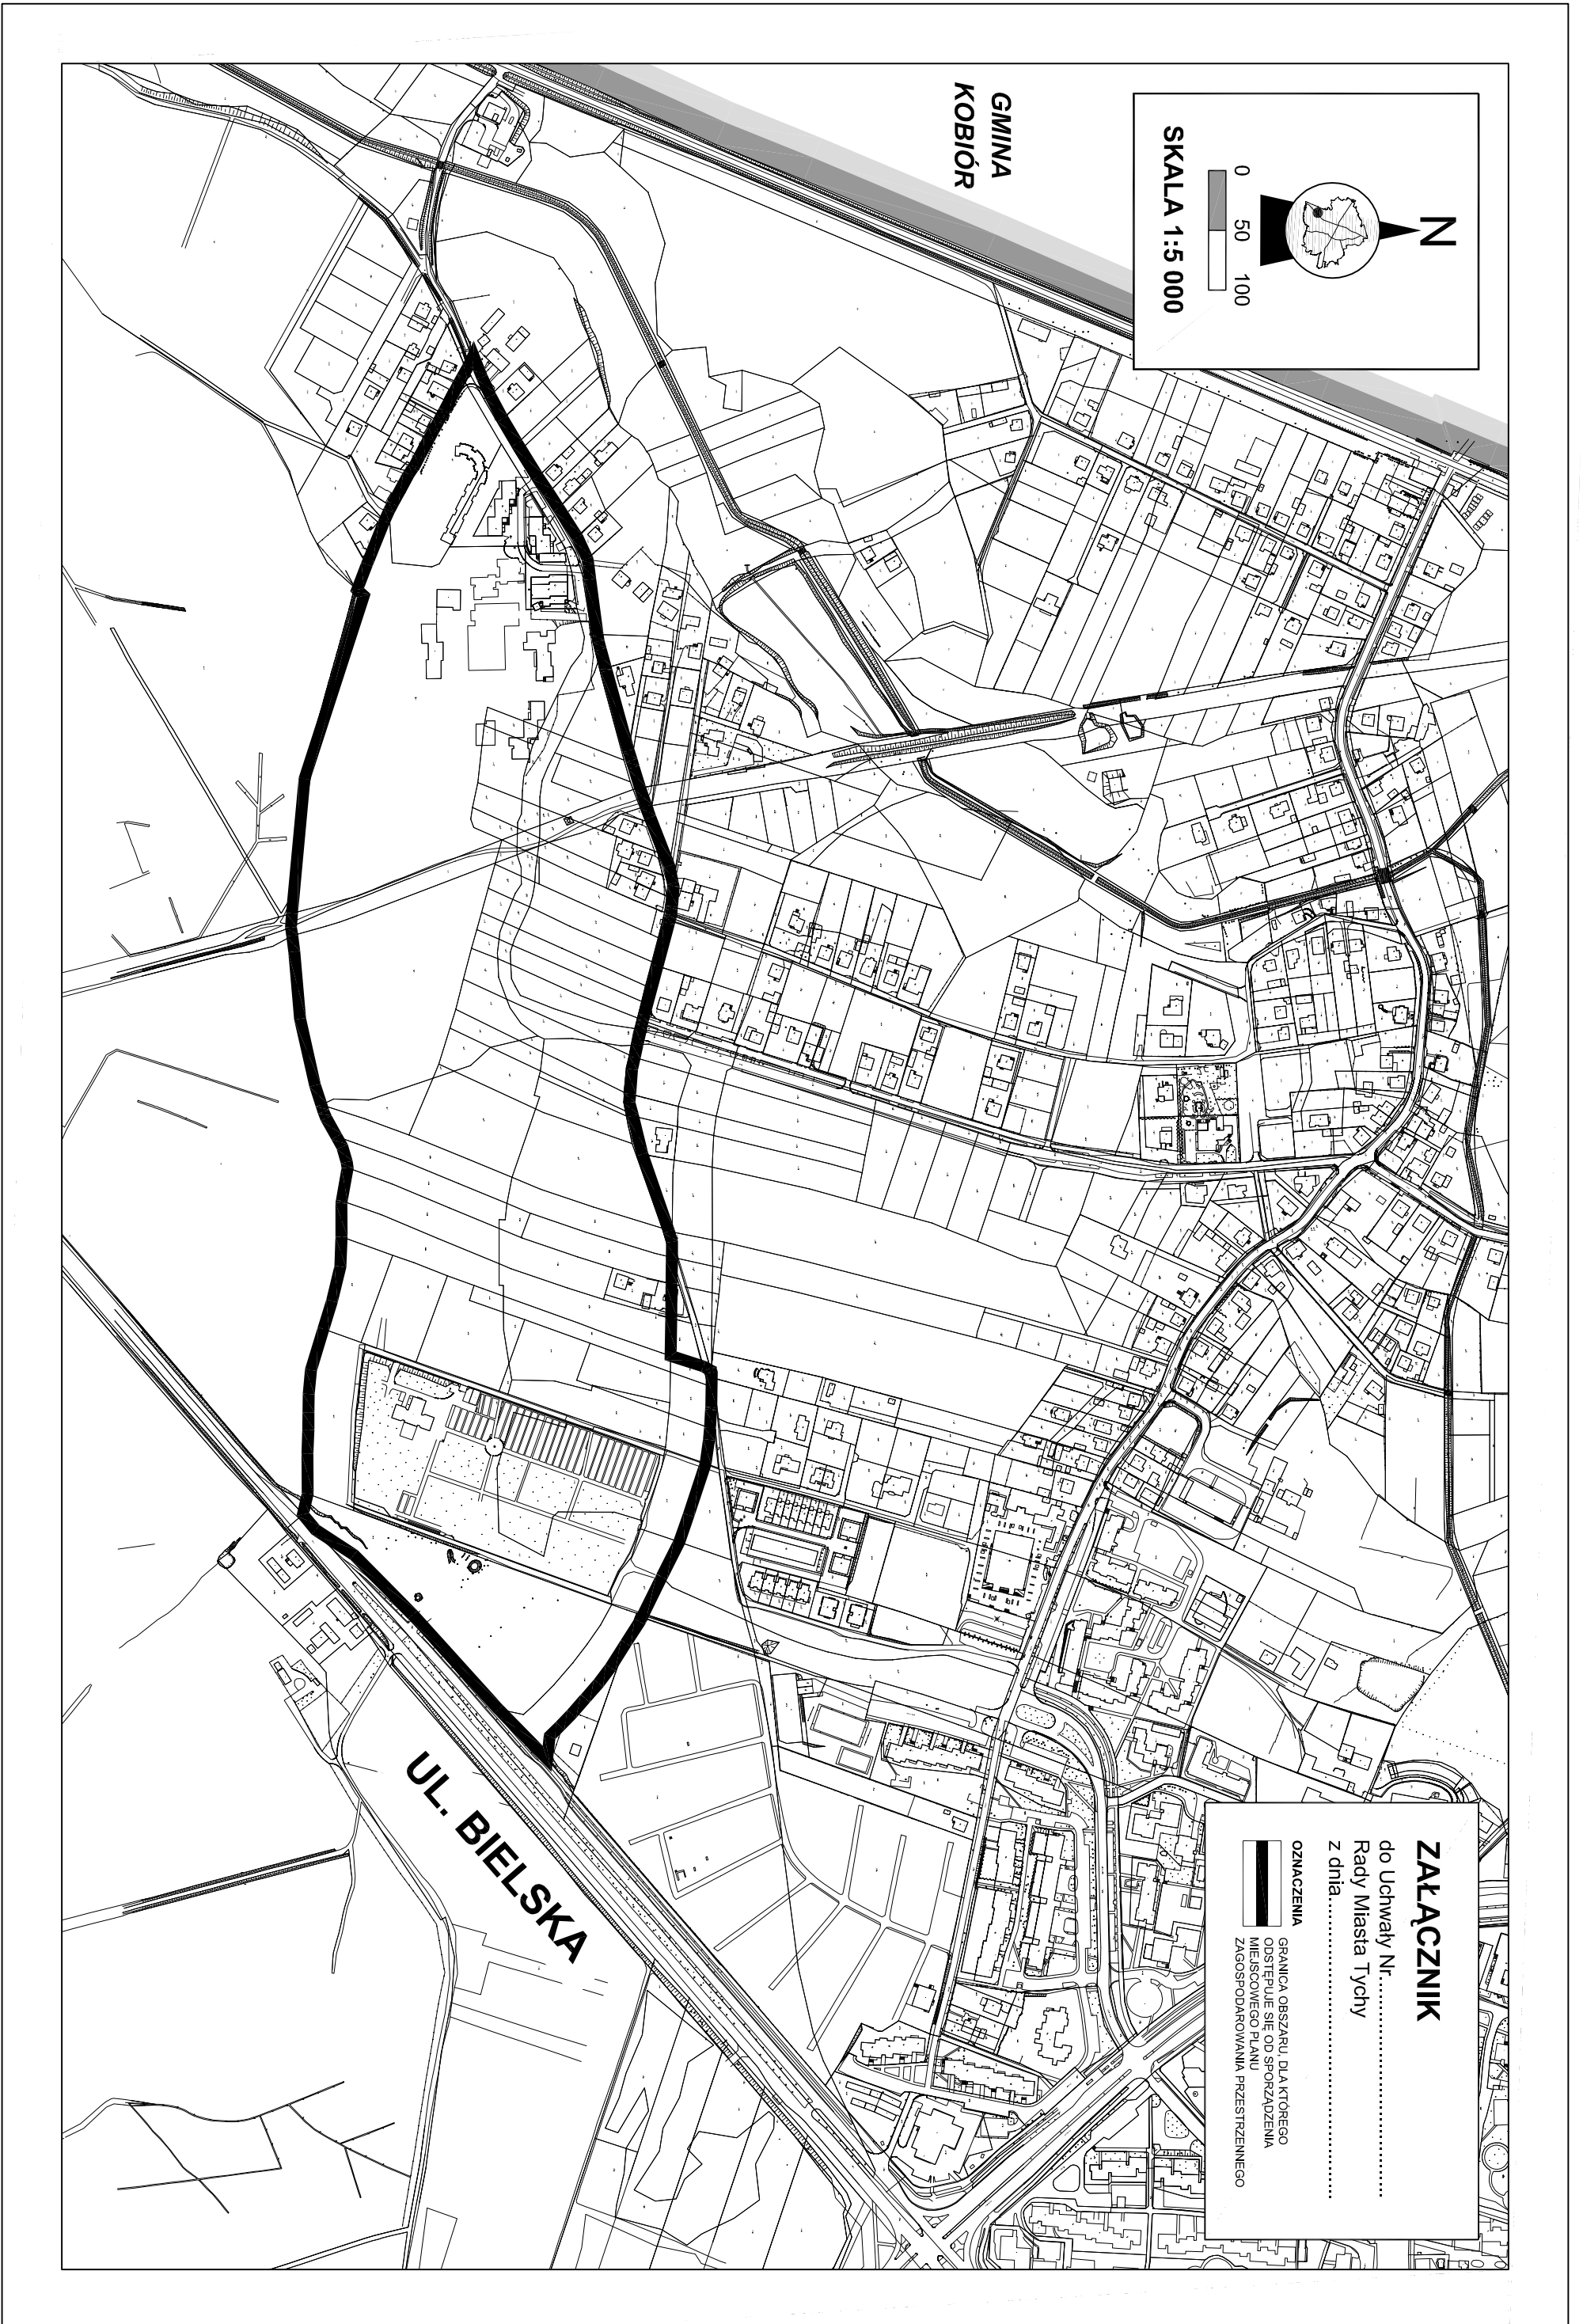 GMINA
KOBIÓR
N
0 50 100
SKALA 1:5 000
ZAŁĄCZNIK
do Uchwały Nr..............................
Rady Miasta Tychy
z dnia..........................................
OZNACZENIA
GRANICA OBSZARU, DLA KTÓREGO
ODSTĘPUJE SIĘ OD SPORZĄDZENIA
MIEJSCOWEGO PLANU
ZAGOSPODAROWANIA PRZESTRZENNEGO
UL. BIELSKA